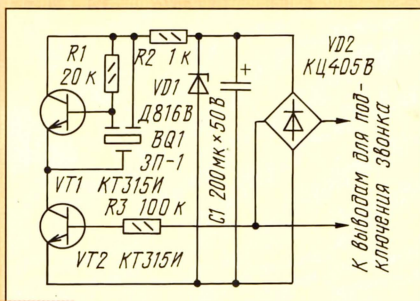 R1
20 к
R2 1 к
VD1
Д816В
BQ1
ЗП-1
VT1 КТ315И
R3 100 к
VT2 КТ315И
C1 200 мк × 50 В
+
VD2
КЦ405В
К выводам для под-
ключения звонка